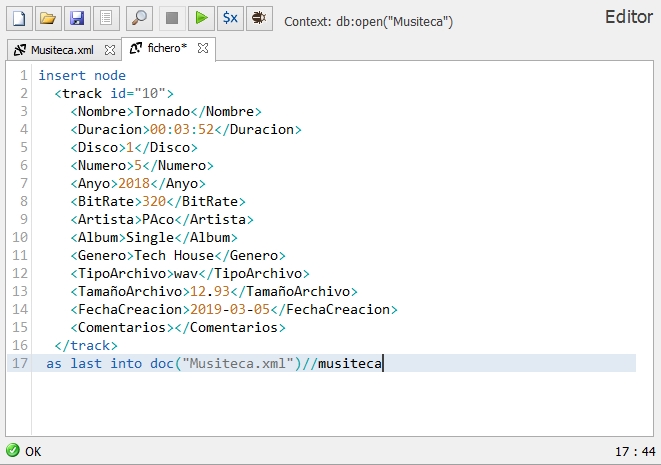 Context: db:open("Musiteca")
Editor
Musiteca.xml
fichero*
1 insert node
2 <track id="10">
3 <Nombre>Tornado</Nombre>
4 <Duracion>00:03:52</Duracion>
5 <Disco>1</Disco>
6 <Numero>5</Numero>
7 <Anyo>2018</Anyo>
8 <BitRate>320</BitRate>
9 <Artista>PAco</Artista>
10 <Album>Single</Album>
11 <Genero>Tech House</Genero>
12 <TipoArchivo>wav</TipoArchivo>
13 <TamañoArchivo>12.93</TamañoArchivo>
14 <FechaCreacion>2019-03-05</FechaCreacion>
15 <Comentarios></Comentarios>
16 </track>
17 as last into doc("Musiteca.xml")//musiteca
OK
17 : 44